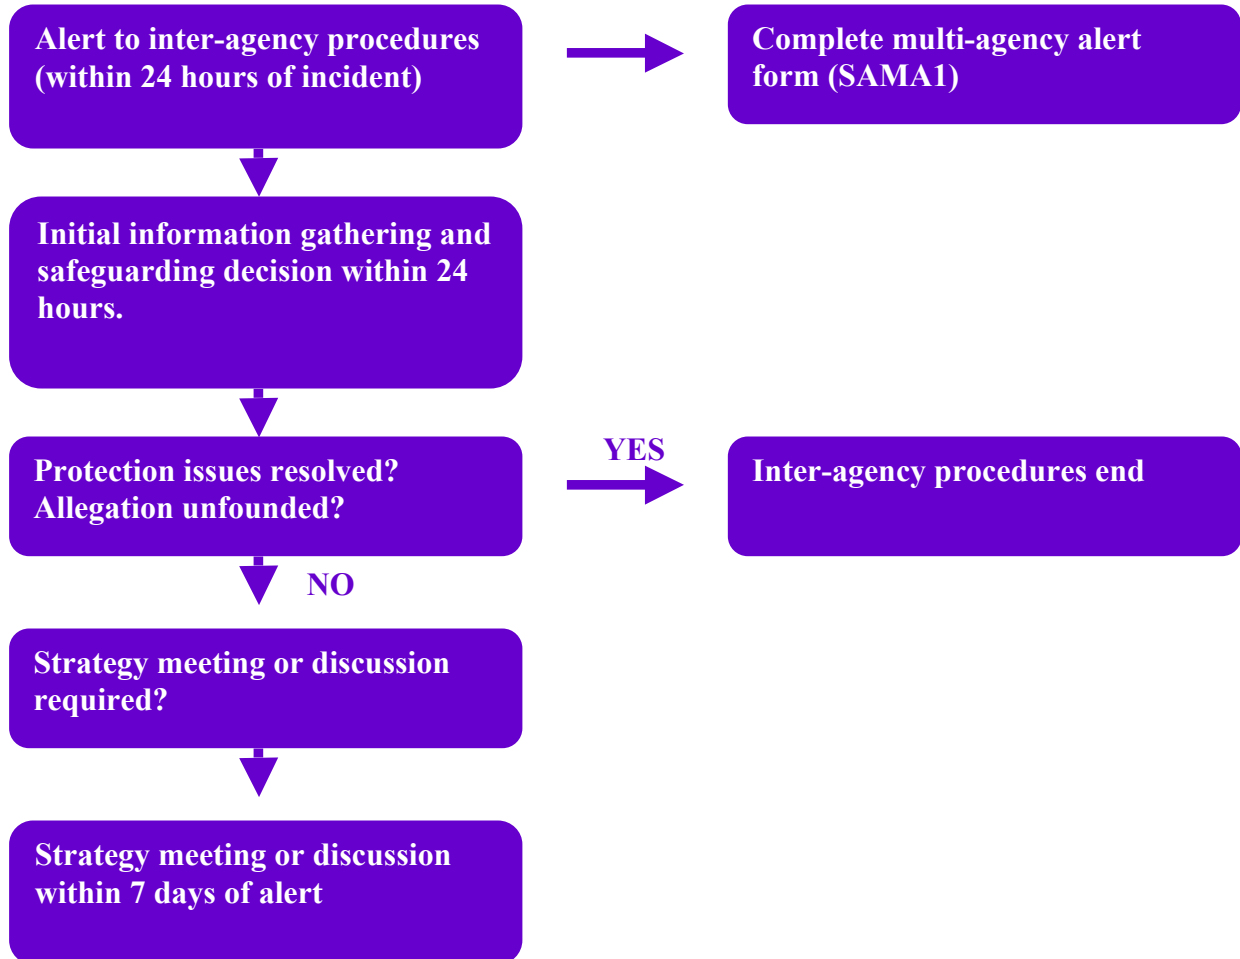 Alert to inter-agency procedures
(within 24 hours of incident)
Complete multi-agency alert
form (SAMA1)
Initial information gathering and
safeguarding decision within 24
hours.
Protection issues resolved?
Allegation unfounded?
YES
Inter-agency procedures end
NO
Strategy meeting or discussion
required?
Strategy meeting or discussion
within 7 days of alert